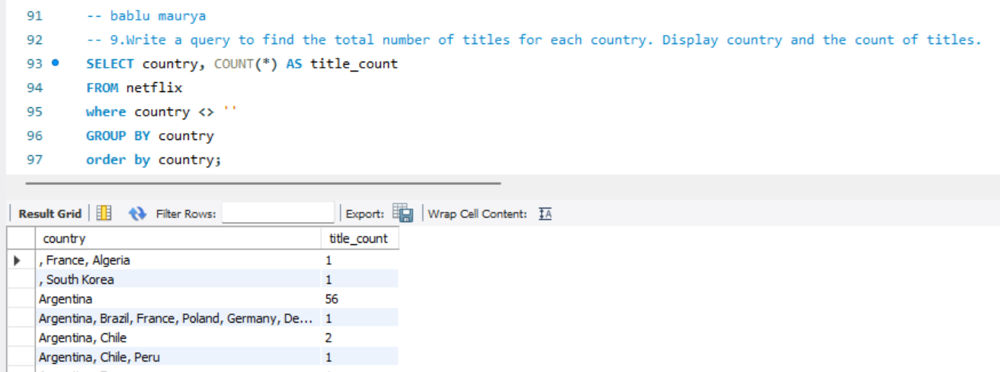 91 -- bablu maurya
92 -- 9.Write a query to find the total number of titles for each country. Display country and the count of titles.
93 SELECT country, COUNT(*) AS title_count
94 FROM netflix
95 where country <> ''
96 GROUP BY country
97 order by country;
Result Grid Filter Rows: Export: Wrap Cell Content:
country title_count
, France, Algeria 1
, South Korea 1
Argentina 56
Argentina, Brazil, France, Poland, Germany, De... 1
Argentina, Chile 2
Argentina, Chile, Peru 1